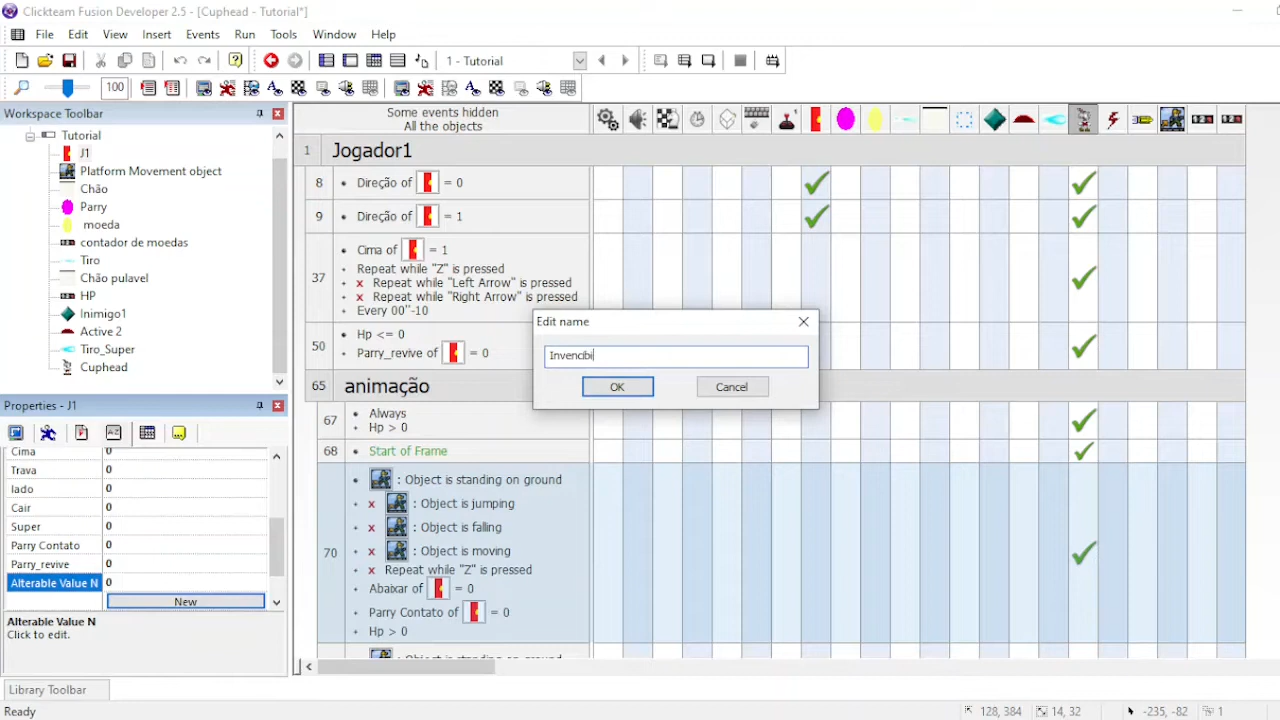 Clickteam Fusion Developer 2.5 - [Cuphead - Tutorial*]
File Edit View Insert Events Run Tools Window Help
1 - Tutorial
100
Workspace Toolbar
Tutorial
J1
Platform Movement object
Chão
Parry
moeda
contador de moedas
Tiro
Chão pulavel
HP
Inimigo1
Active 2
Tiro_Super
Cuphead
Properties - J1
Cima 0
Trava 0
lado 0
Cair 0
Super 0
Parry Contato 0
Parry_revive 0
Alterable Value N 0
New
Alterable Value N
Click to edit.
Library Toolbar
Ready
Some events hidden
All the objects
1 Jogador1
8 • Direção of = 0
9 • Direção of = 1
37
• Cima of = 1
Repeat while "Z" is pressed
x Repeat while "Left Arrow" is pressed
x Repeat while "Right Arrow" is pressed
Every 00"-10
50
Hp <= 0
Parry_revive of = 0
65 animação
67
Always
Hp > 0
68 • Start of Frame
70
: Object is standing on ground
x : Object is jumping
x : Object is falling
x : Object is moving
x Repeat while "Z" is pressed
Abaixar of = 0
Parry Contato of = 0
Hp > 0
: Object is standing on ground
Edit name
Invencibi
OK Cancel
128, 384 14, 32 -235, -82 1